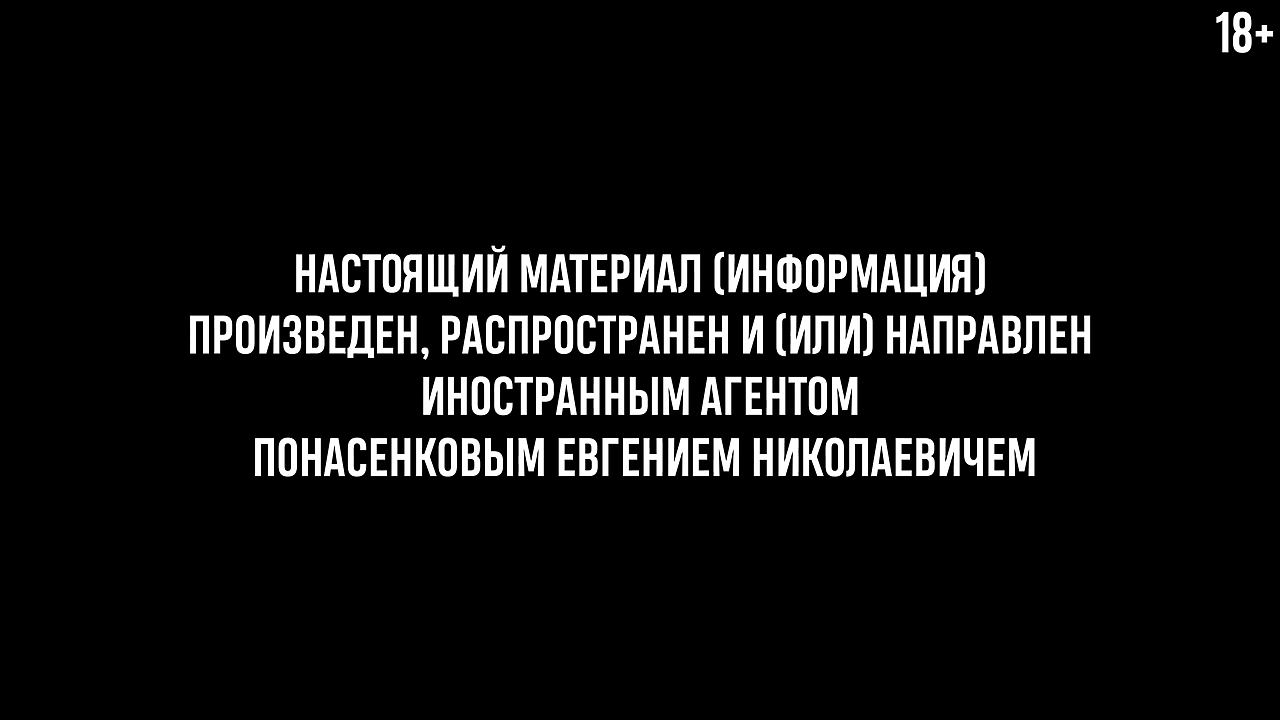 18+
НАСТОЯЩИЙ МАТЕРИАЛ (ИНФОРМАЦИЯ)
ПРОИЗВЕДЕН, РАСПРОСТРАНЕН И (ИЛИ) НАПРАВЛЕН
ИНОСТРАННЫМ АГЕНТОМ
ПОНАСЕНКОВЫМ ЕВГЕНИЕМ НИКОЛАЕВИЧЕМ